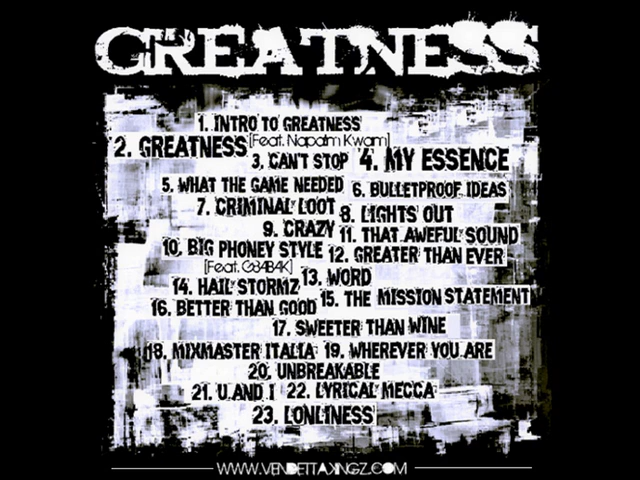 GREATNESS
1. INTRO TO GREATNESS
2. GREATNESS [Feat. Napalm Kwam]
3. CAN'T STOP 4. MY ESSENCE
5. WHAT THE GAME NEEDED 6. BULLETPROOF IDEAS
7. CRIMINAL LOOT 8. LIGHTS OUT
9. CRAZY 11. THAT AWEFUL SOUND
10. BIG PHONEY STYLE 12. GREATER THAN EVER
[Feat. G34B4K] 13. WORD
14. HAIL STORMZ 15. THE MISSION STATEMENT
16. BETTER THAN GOOD
17. SWEETER THAN WINE
18. MIXMASTER ITALIA 19. WHEREVER YOU ARE
20. UNBREAKABLE
21. U AND I 22. LYRICAL MECCA
23. LONLINESS
WWW.VENDETTAKINGZ.COM